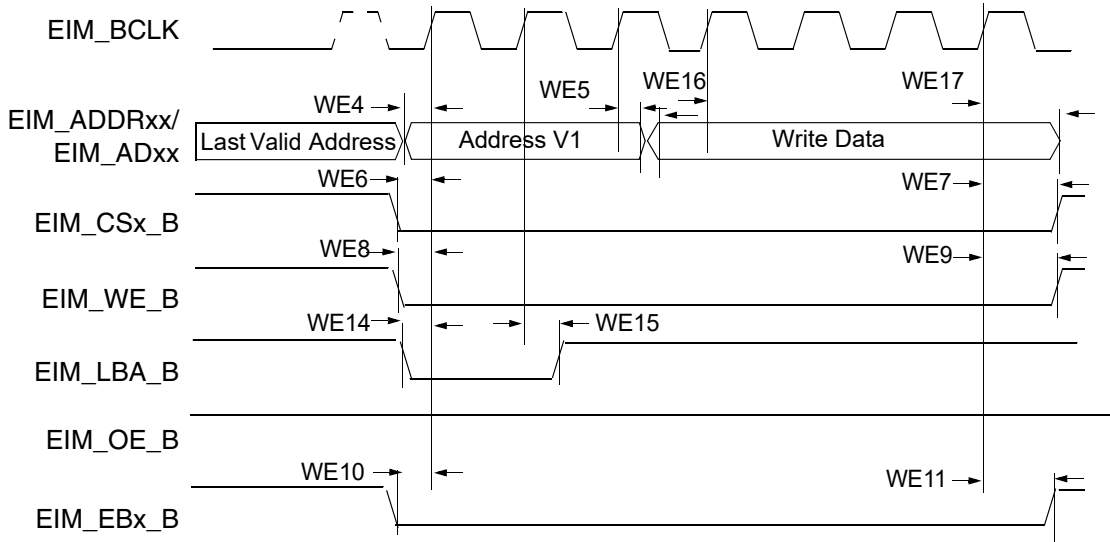 EIM_BCLK
WE4
WE5
WE16
WE17
EIM_ADDRxx/
EIM_ADxx
Last Valid Address
Address V1
Write Data
WE6
WE7
EIM_CSx_B
WE8
WE9
EIM_WE_B
WE14
WE15
EIM_LBA_B
EIM_OE_B
WE10
WE11
EIM_EBx_B